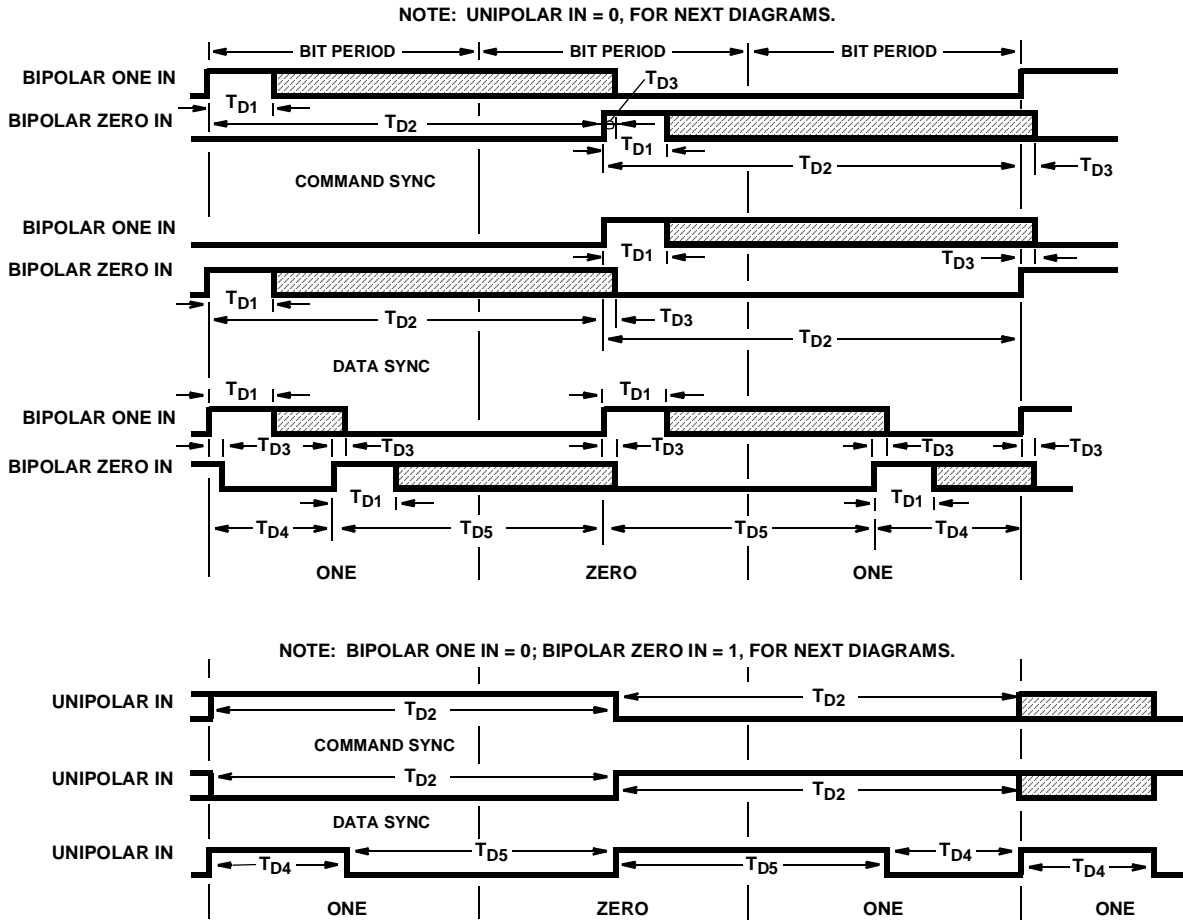 NOTE: UNIPOLAR IN = 0, FOR NEXT DIAGRAMS.
BIT PERIOD BIT PERIOD BIT PERIOD
BIPOLAR ONE IN
TD3
TD1
BIPOLAR ZERO IN
TD2
TD1
TD2
TD3
COMMAND SYNC
BIPOLAR ONE IN
TD1
TD3
BIPOLAR ZERO IN
TD1
TD2
TD3
TD2
DATA SYNC
TD1 TD1
BIPOLAR ONE IN
TD3 TD3 TD3 TD3 TD3
BIPOLAR ZERO IN
TD1 TD1
TD4 TD5 TD5 TD4
ONE ZERO ONE
NOTE: BIPOLAR ONE IN = 0; BIPOLAR ZERO IN = 1, FOR NEXT DIAGRAMS.
UNIPOLAR IN
TD2 TD2
COMMAND SYNC
UNIPOLAR IN
TD2 TD2
DATA SYNC
UNIPOLAR IN
TD4 TD5 TD5 TD4 TD4
ONE ZERO ONE ONE